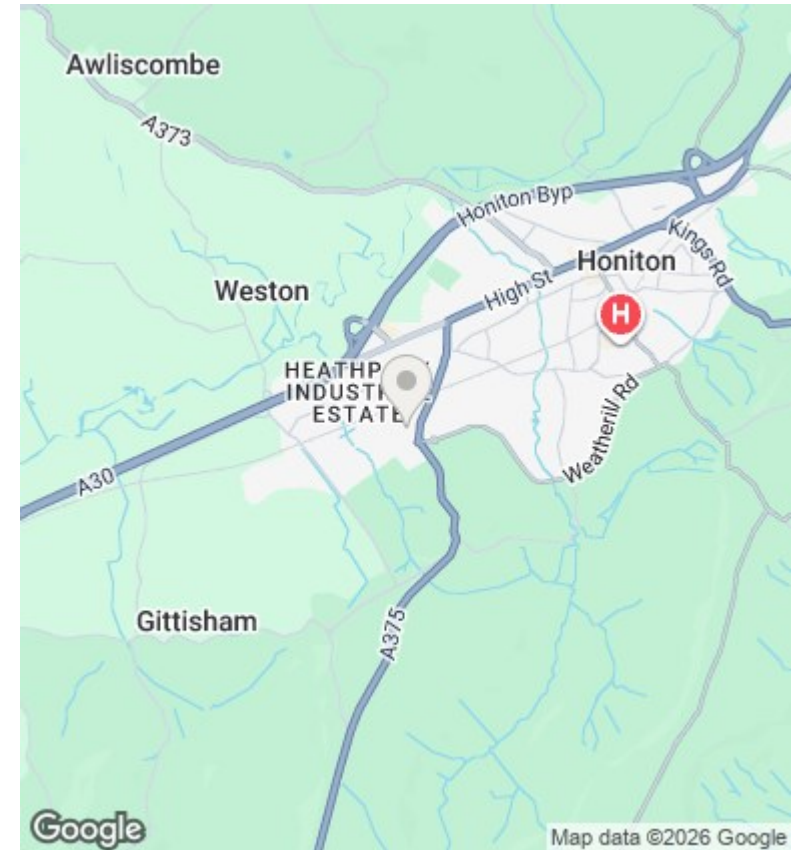 Awliscombe
A373
Honiton Byp
Kings Rd
Honiton
High St
Weston
H
INDUST
ESTATE
Weatherill Rd
A30
Gittisham
A375
Google
Map data ©2026 Google